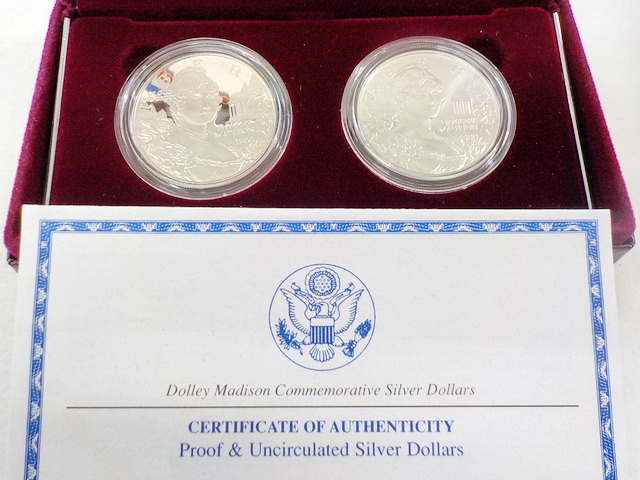 Dolley Madison Commemorative Silver Dollars
CERTIFICATE OF AUTHENTICITY
Proof & Uncirculated Silver Dollars